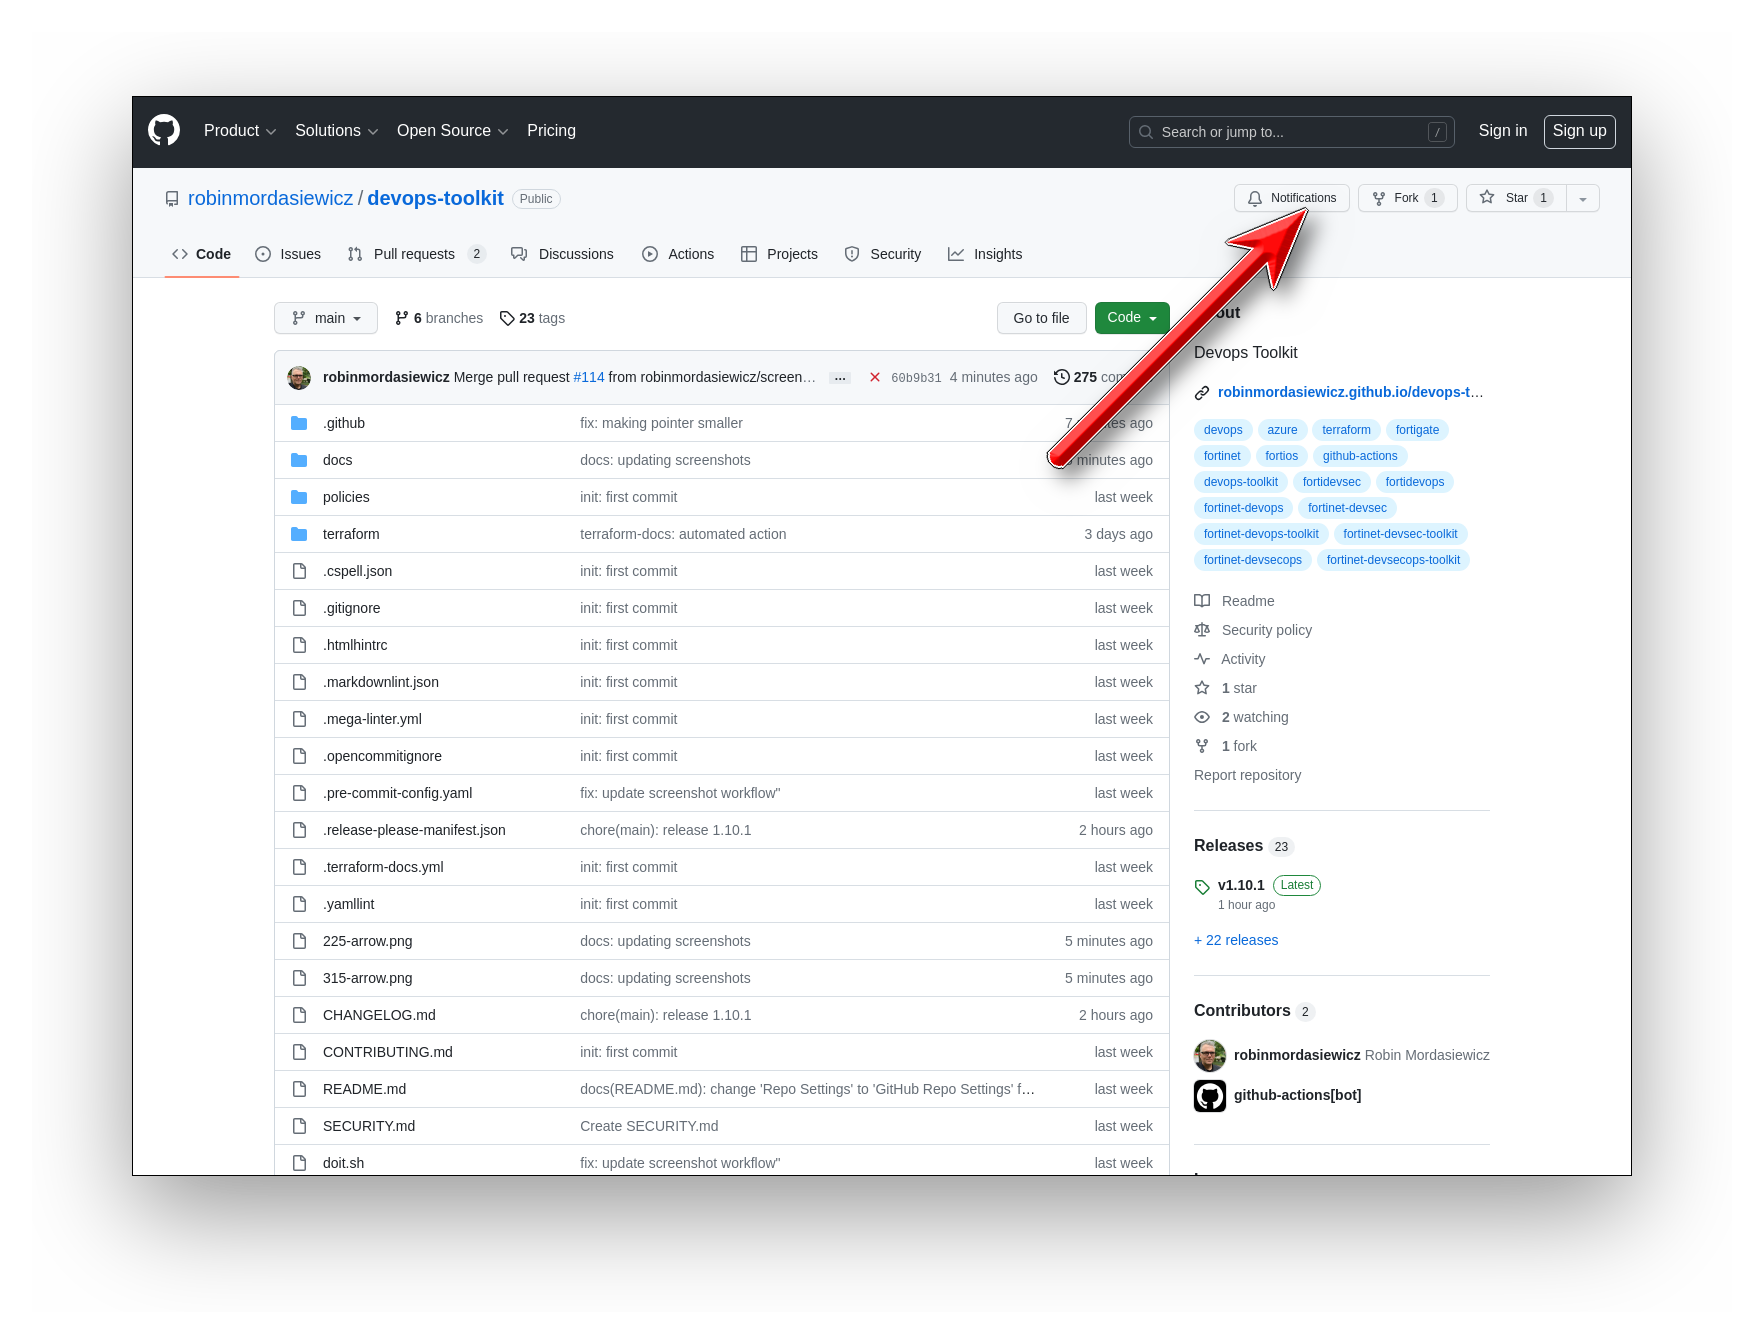 Product Solutions Open Source Pricing Search or jump to... / Sign in Sign up
robinmordasiewicz / devops-toolkit Public Notifications Fork 1 Star 1
Code Issues Pull requests 2 Discussions Actions Projects Security Insights
main 6 branches 23 tags Go to file Code
robinmordasiewicz Merge pull request #114 from robinmordasiewicz/screen… ... 60b9b31 4 minutes ago 275
.github fix: making pointer smaller 7 ago
docs docs: updating screenshots minutes ago
policies init: first commit last week
terraform terraform-docs: automated action 3 days ago
.cspell.json init: first commit last week
.gitignore init: first commit last week
.htmlhintrc init: first commit last week
.markdownlint.json init: first commit last week
.mega-linter.yml init: first commit last week
.opencommitignore init: first commit last week
.pre-commit-config.yaml fix: update screenshot workflow" last week
.release-please-manifest.json chore(main): release 1.10.1 2 hours ago
.terraform-docs.yml init: first commit last week
.yamllint init: first commit last week
225-arrow.png docs: updating screenshots 5 minutes ago
315-arrow.png docs: updating screenshots 5 minutes ago
CHANGELOG.md chore(main): release 1.10.1 2 hours ago
CONTRIBUTING.md init: first commit last week
README.md docs(README.md): change 'Repo Settings' to 'GitHub Repo Settings' f… last week
SECURITY.md Create SECURITY.md last week
doit.sh fix: update screenshot workflow" last week
Devops Toolkit
robinmordasiewicz.github.io/devops-t…
devops azure terraform fortigate
fortinet fortios github-actions
devops-toolkit fortidevsec fortidevops
fortinet-devops fortinet-devsec
fortinet-devops-toolkit fortinet-devsec-toolkit
fortinet-devsecops fortinet-devsecops-toolkit
Readme
Security policy
Activity
1 star
2 watching
1 fork
Report repository
Releases 23
v1.10.1 Latest
1 hour ago
+ 22 releases
Contributors 2
robinmordasiewicz Robin Mordasiewicz
github-actions[bot]